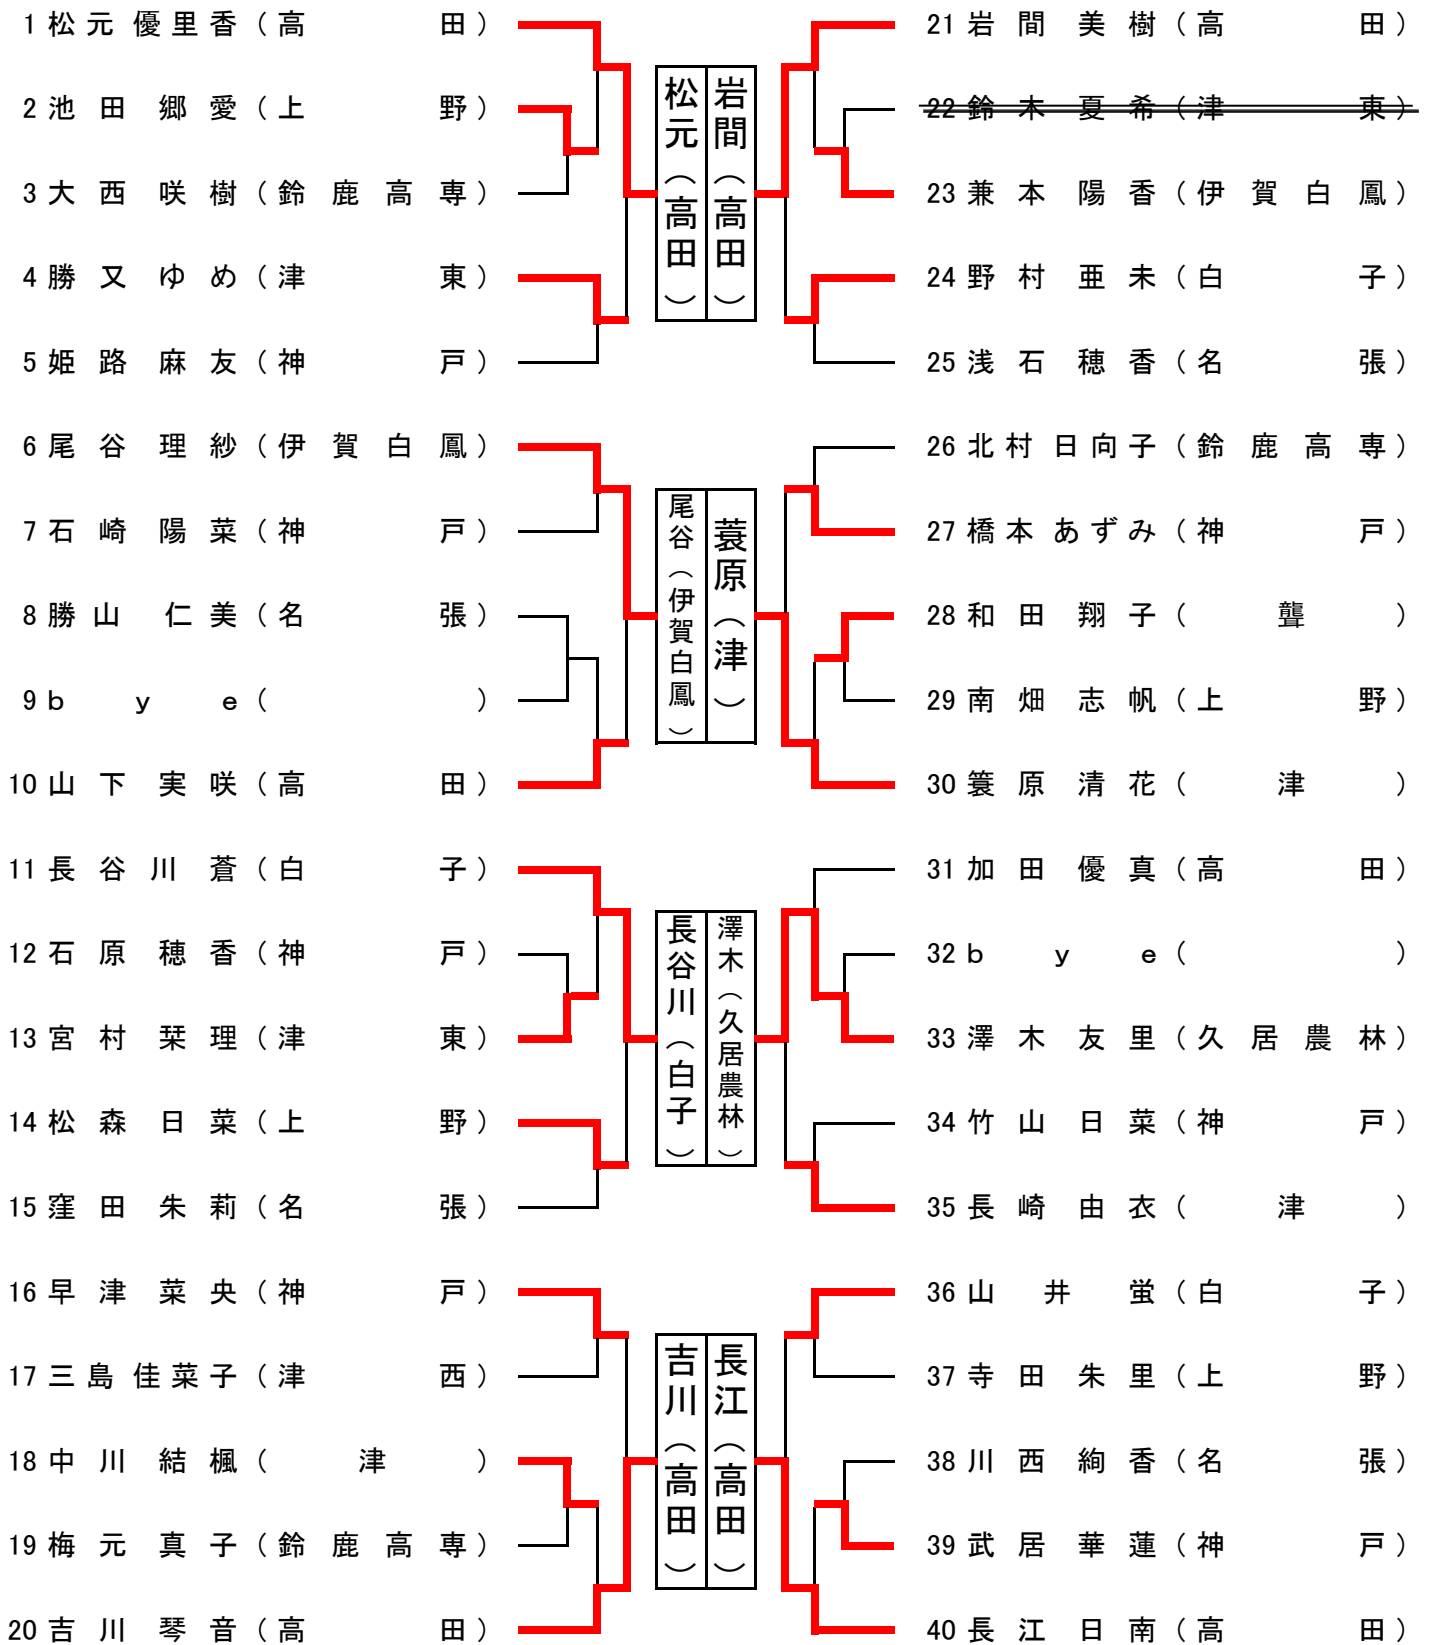 1 松元優里香（高田）
2 池田郷愛（上野）
3 大西咲樹（鈴鹿高専）
4 勝又ゆめ（津東）
5 姫路麻友（神戸）
6 尾谷理紗（伊賀白鳳）
7 石崎陽菜（神戸）
8 勝山仁美（名張）
9 ｂｙｅ（）
10 山下実咲（高田）
11 長谷川蒼（白子）
12 石原穂香（神戸）
13 宮村栞理（津東）
14 松森日菜（上野）
15 窪田朱莉（名張）
16 早津菜央（神戸）
17 三島佳菜子（津西）
18 中川結楓（津）
19 梅元真子（鈴鹿高専）
20 吉川琴音（高田）
松元（高田）
岩間（高田）
尾谷（伊賀白鳳）
蓑原（津）
長谷川（白子）
澤木（久居農林）
吉川（高田）
長江（高田）
21 岩間美樹（高田）
22 鈴木夏希（津東）
23 兼本陽香（伊賀白鳳）
24 野村亜未（白子）
25 浅石穂香（名張）
26 北村日向子（鈴鹿高専）
27 橋本あずみ（神戸）
28 和田翔子（聾）
29 南畑志帆（上野）
30 簑原清花（津）
31 加田優真（高田）
32 ｂｙｅ（）
33 澤木友里（久居農林）
34 竹山日菜（神戸）
35 長崎由衣（津）
36 山井蛍（白子）
37 寺田朱里（上野）
38 川西絢香（名張）
39 武居華蓮（神戸）
40 長江日南（高田）